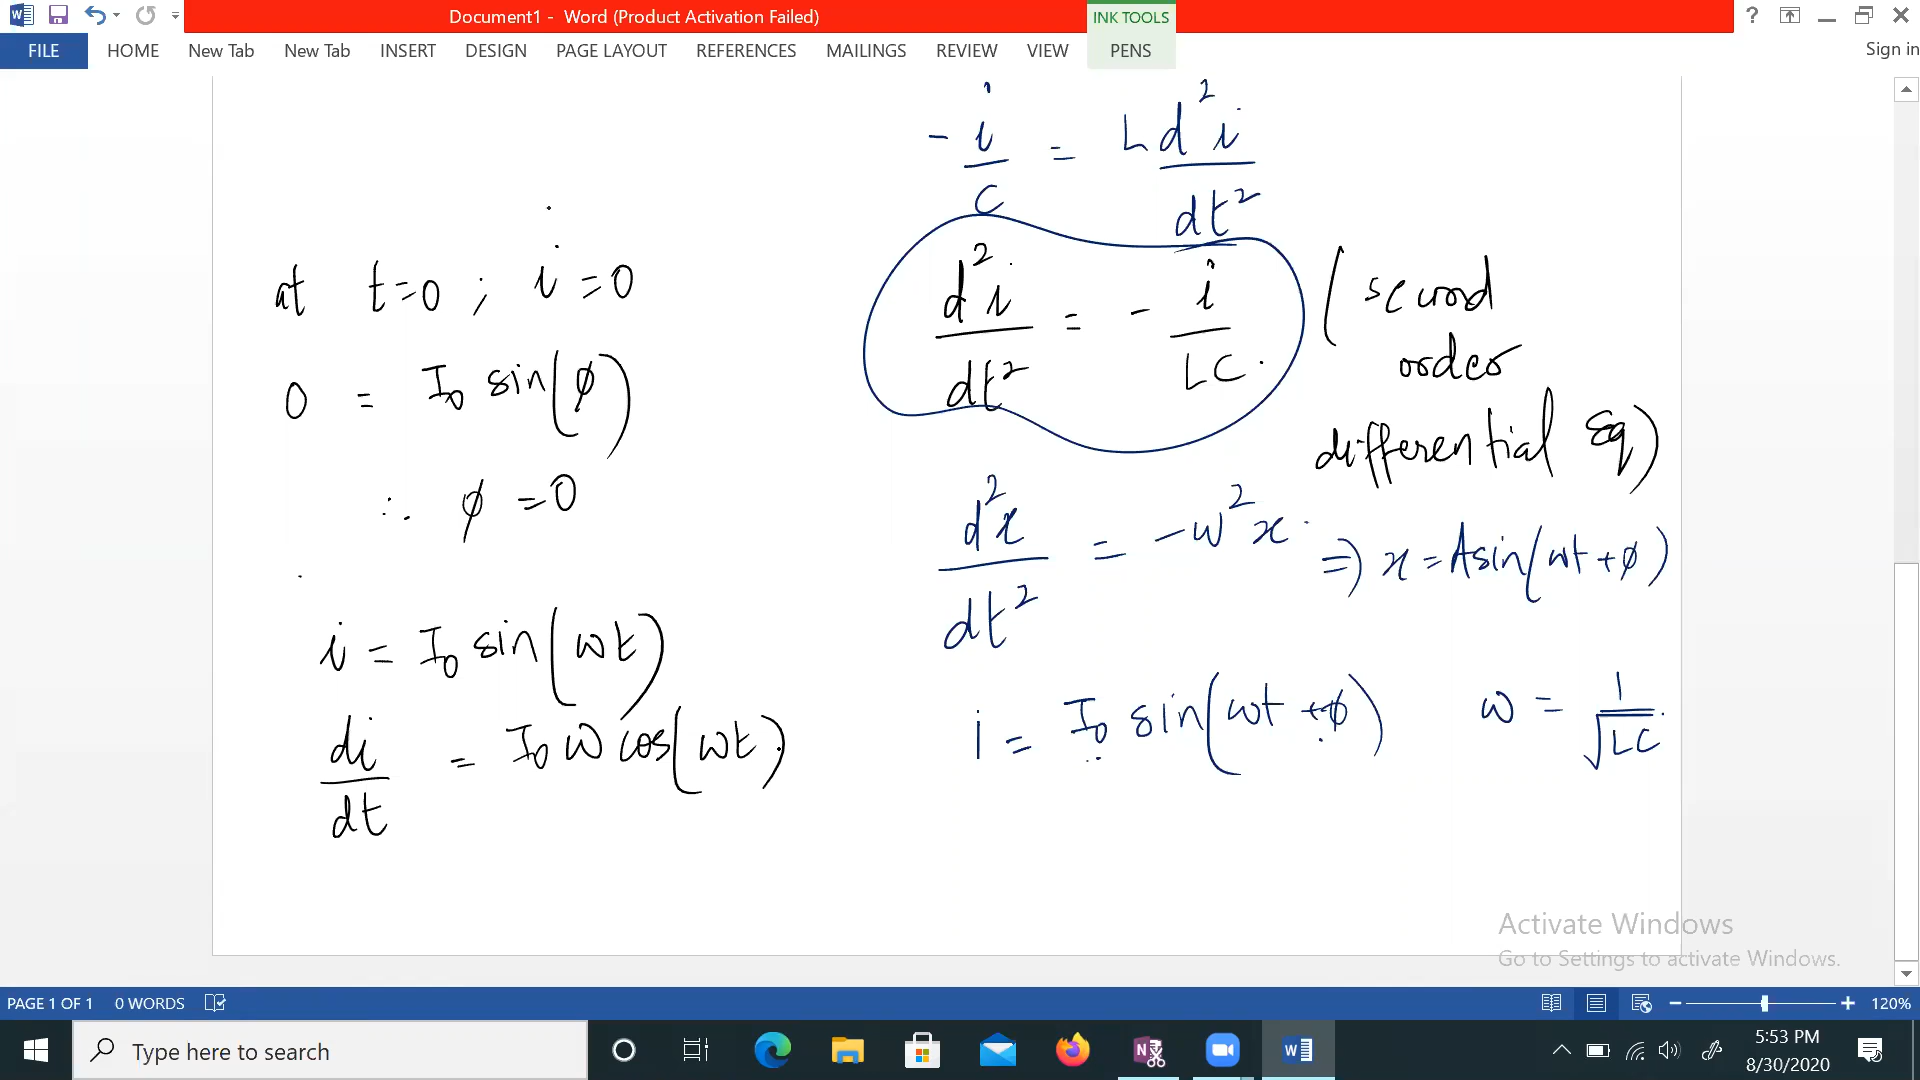 Document1 - Word (Product Activation Failed)
INK TOOLS
FILE HOME New Tab New Tab INSERT DESIGN PAGE LAYOUT REFERENCES MAILINGS REVIEW VIEW PENS
Sign in
-i/C = L d²i/dt²
d²i/dt² = - i/LC. (second
order
differential Eq)
d²x/dt² = -ω²x ⇒ x = A sin(ωt + φ)
i = I₀ sin(ωt + φ) ω = 1/√LC
at t=0 ; i=0
0 = I₀ sin(φ)
∴ φ = 0
i = I₀ sin(ωt)
di/dt = I₀ ω cos(ωt)
Activate Windows
Go to Settings to activate Windows.
PAGE 1 OF 1 0 WORDS
120%
Type here to search
5:53 PM
8/30/2020